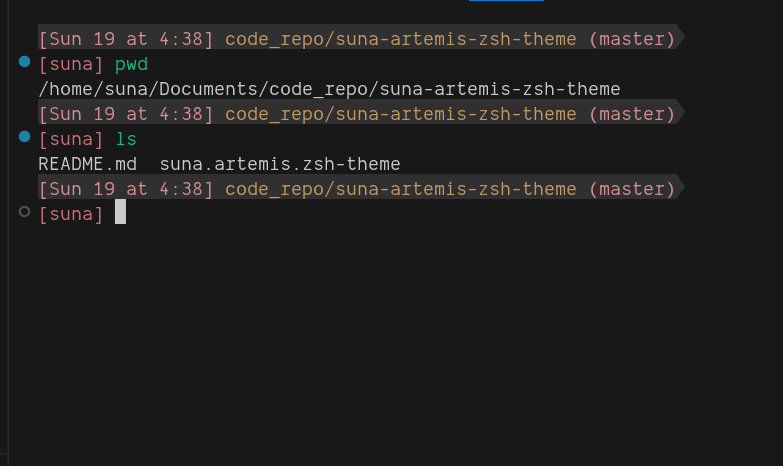 [Sun 19 at 4:38] code_repo/suna-artemis-zsh-theme (master)
[suna] pwd
/home/suna/Documents/code_repo/suna-artemis-zsh-theme
[Sun 19 at 4:38] code_repo/suna-artemis-zsh-theme (master)
[suna] ls
README.md  suna.artemis.zsh-theme
[Sun 19 at 4:38] code_repo/suna-artemis-zsh-theme (master)
[suna]